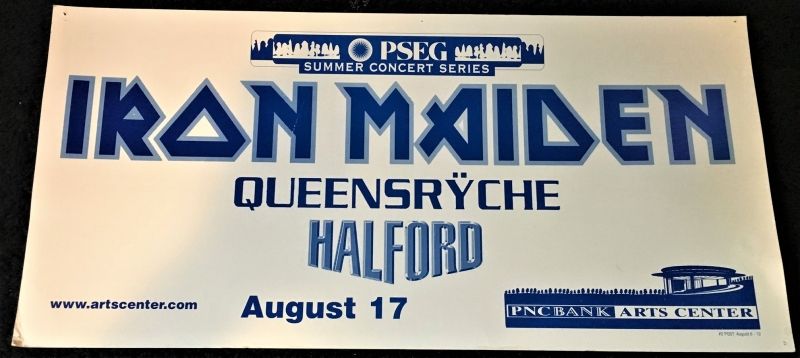 PSEG
SUMMER CONCERT SERIES
IRON MAIDEN
QUEENSRŸCHE
HALFORD
www.artscenter.com
August 17
PNC BANK ARTS CENTER